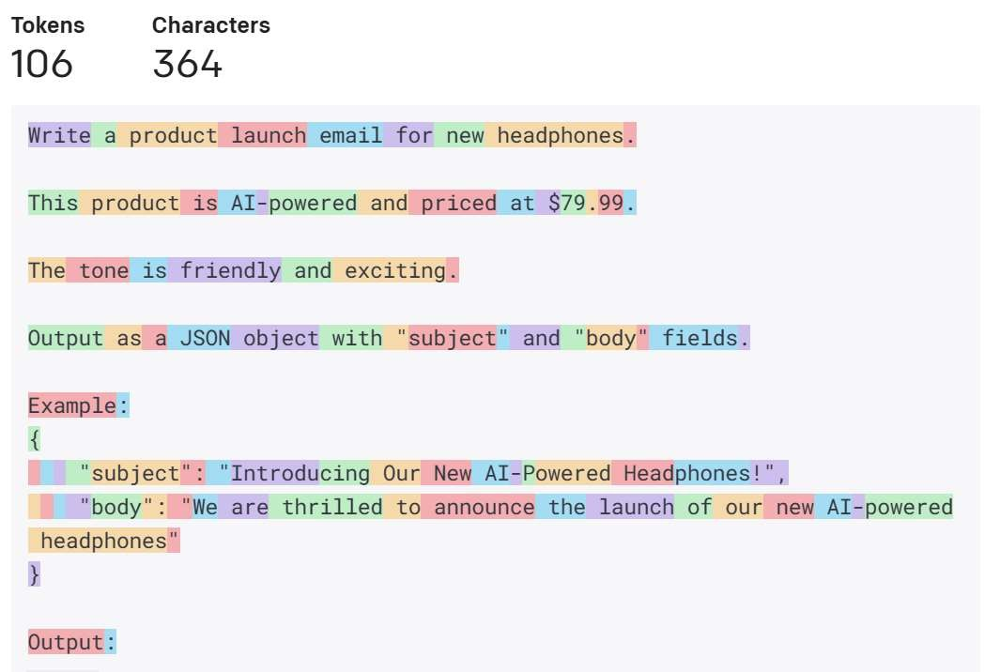 Tokens Characters
106 364
Write a product launch email for new headphones.
This product is AI-powered and priced at $79.99.
The tone is friendly and exciting.
Output as a JSON object with "subject" and "body" fields.
Example:
{
    "subject": "Introducing Our New AI-Powered Headphones!",
    "body": "We are thrilled to announce the launch of our new AI-powered
headphones"
}
Output: